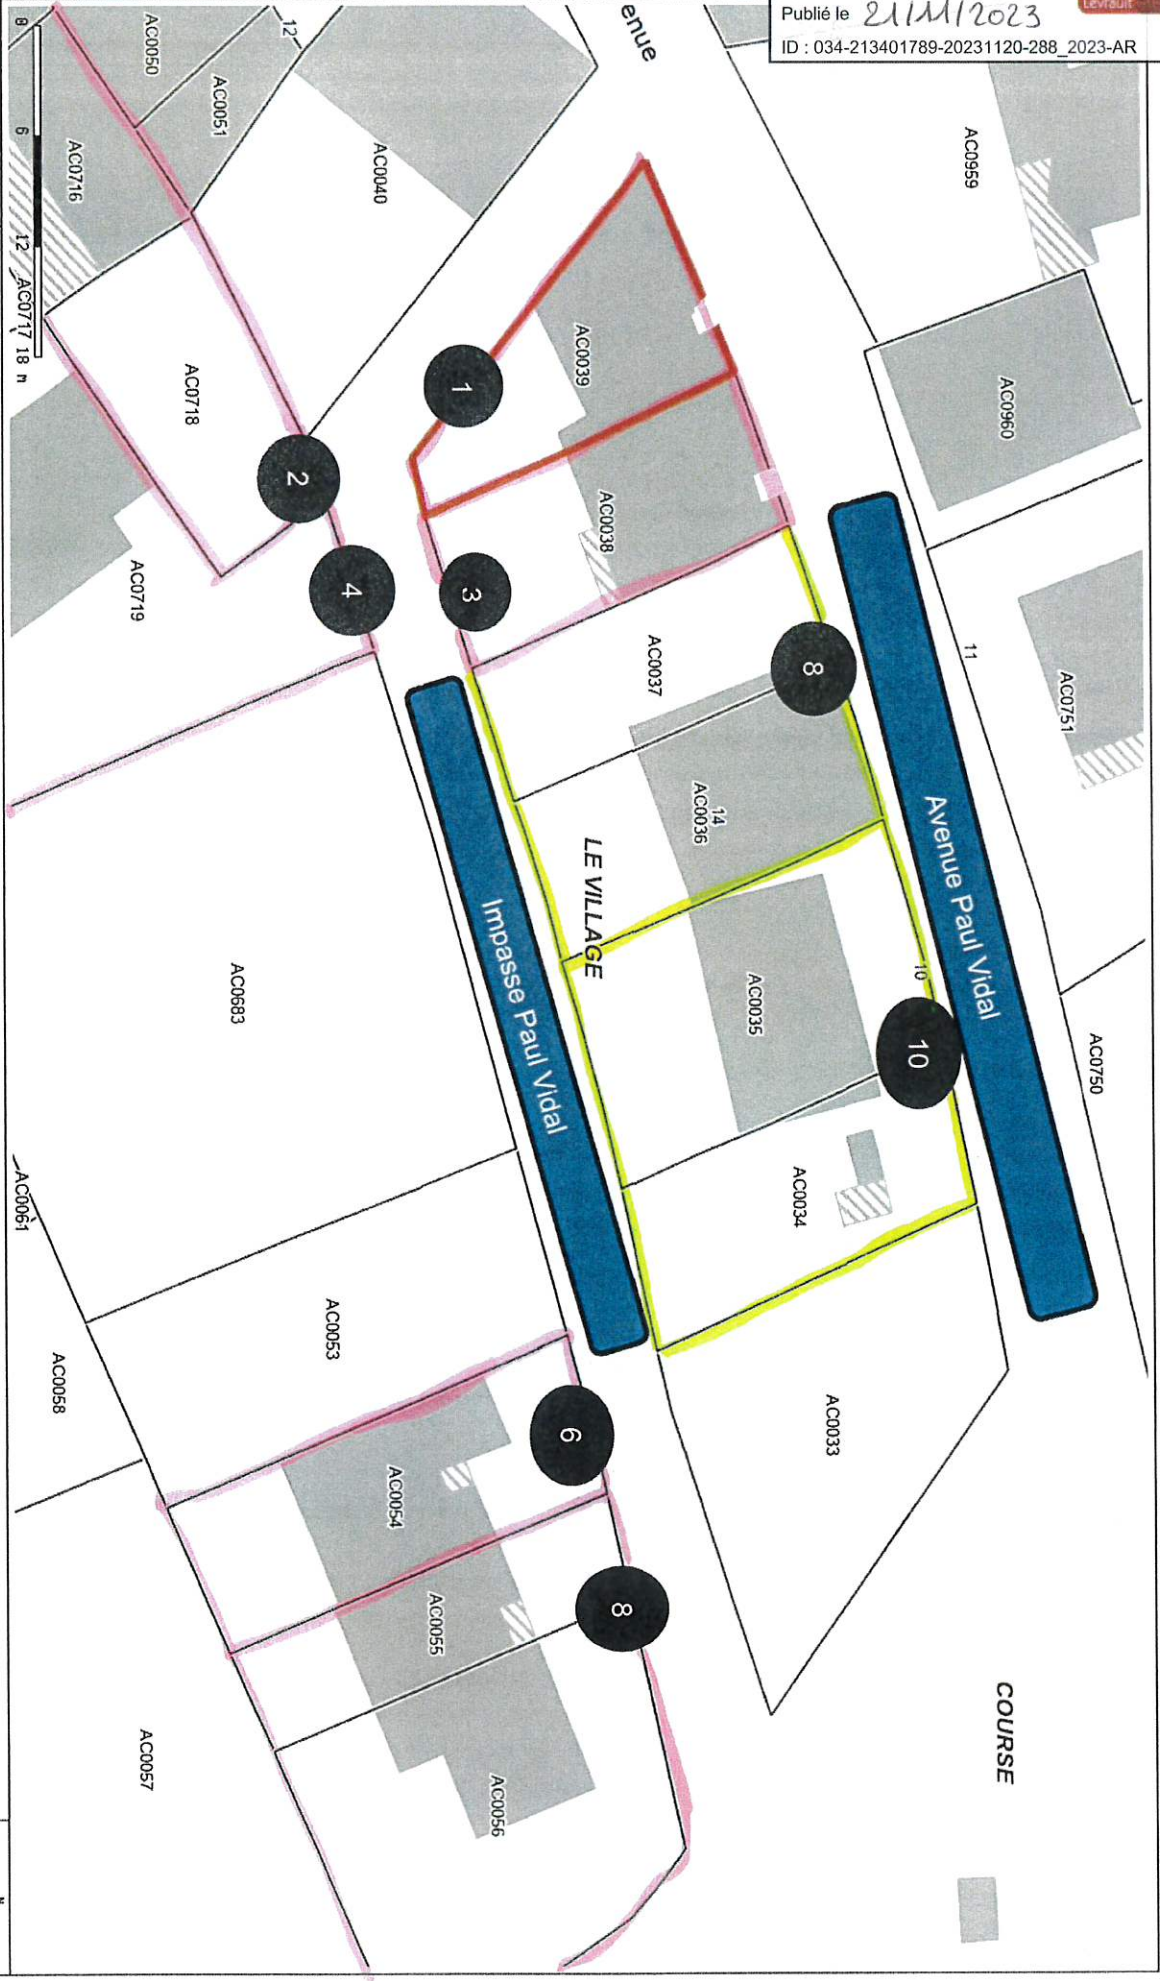 Publié le 21/11/2023
ID : 034-213401789-20231120-288_2023-AR
Levrault
enue
12
AC0050
AC0051
AC0716
AC0040
AC0959
AC0039
AC0960
0 6 12 18 m
AC0717
AC0718
1
2
AC0038
4
3
AC0719
AC0037
8
11
AC0751
14
AC0036
Avenue Paul Vidal
LE VILLAGE
Impasse Paul Vidal
10
AC0035
10
AC0683
AC0750
AC0034
AC0061
AC0053
AC0058
AC0033
6
AC0054
8
AC0055
AC0057
AC0056
COURSE